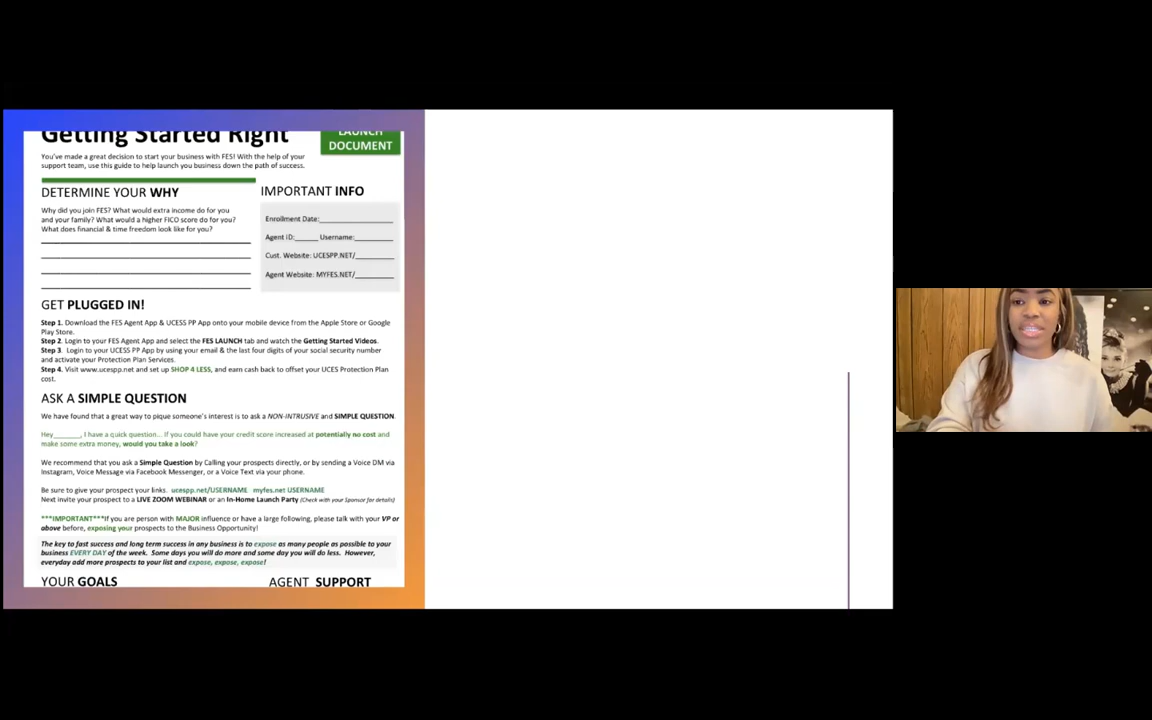 Getting Started Right
LAUNCH
DOCUMENT
You've made a great decision to start your business with FES! With the help of your
support team, use this guide to help launch you business down the path of success.
DETERMINE YOUR WHY
Why did you join FES? What would extra income do for you
and your family? What would a higher FICO score do for you?
What does financial & time freedom look like for you?
IMPORTANT INFO
Enrollment Date:_______________
Agent ID:_____ Username:________
Cust. Website: UCESPP.NET/________
Agent Website: MYFES.NET/________
GET PLUGGED IN!
Step 1. Download the FES Agent App & UCESS PP App onto your mobile device from the Apple Store or Google
Play Store.
Step 2. Login to your FES Agent App and select the FES LAUNCH tab and watch the Getting Started Videos.
Step 3. Login to your UCESS PP App by using your email & the last four digits of your social security number
and activate your Protection Plan Services.
Step 4. Visit www.ucespp.net and set up SHOP 4 LESS, and earn cash back to offset your UCES Protection Plan
cost.
ASK A SIMPLE QUESTION
We have found that a great way to pique someone's interest is to ask a NON-INTRUSIVE and SIMPLE QUESTION.
Hey_______, I have a quick question... If you could have your credit score increased at potentially no cost and
make some extra money, would you take a look?
We recommend that you ask a Simple Question by Calling your prospects directly, or by sending a Voice DM via
Instagram, Voice Message via Facebook Messenger, or a Voice Text via your phone.
Be sure to give your prospect your links. ucespp.net/USERNAME myfes.net USERNAME
Next invite your prospect to a LIVE ZOOM WEBINAR or an In-Home Launch Party (Check with your Sponsor for details)
***IMPORTANT***If you are person with MAJOR influence or have a large following, please talk with your VP or
above before, exposing your prospects to the Business Opportunity!
The key to fast success and long term success in any business is to expose as many people as possible to your
business EVERY DAY of the week. Some days you will do more and some day you will do less. However,
everyday add more prospects to your list and expose, expose, expose!
YOUR GOALS
AGENT SUPPORT